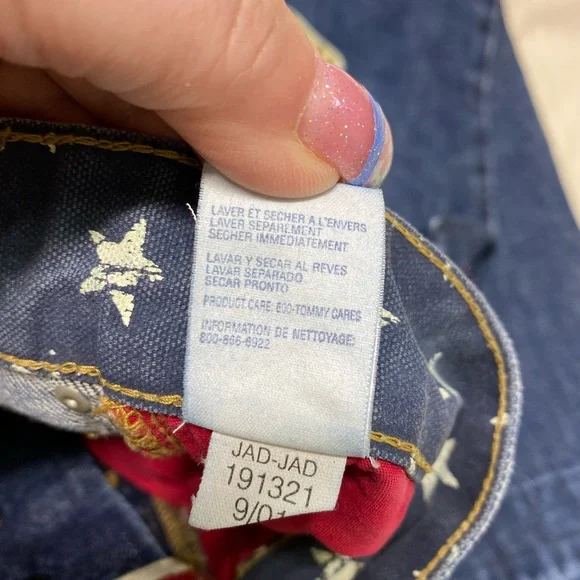 LAVER ET SECHER A L'ENVERS
LAVER SEPAREMENT
SECHER IMMEDIATEMENT
LAVAR Y SECAR AL REVES
LAVAR SEPARADO
SECAR PRONTO
PRODUCT CARE: 800-TOMMY CARES
INFORMATION DE NETTOYAGE:
800-866-6922
JAD-JAD
191321
9/01